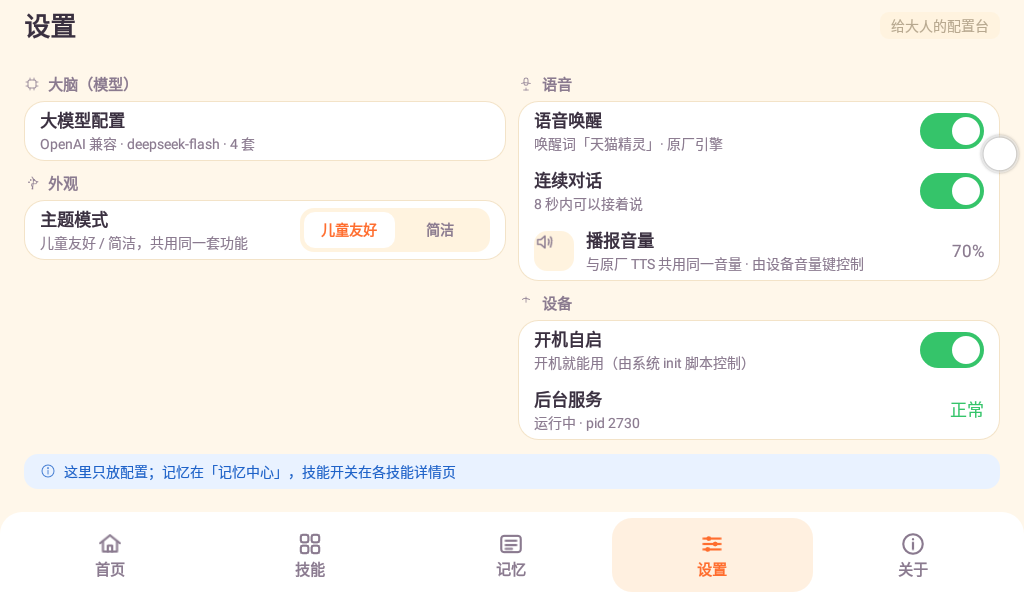 设置
给大人的配置台
大脑（模型）
大模型配置
OpenAI 兼容 · deepseek-flash · 4 套
外观
主题模式
儿童友好 / 简洁，共用同一套功能
儿童友好
简洁
语音
语音唤醒
唤醒词「天猫精灵」· 原厂引擎
连续对话
8 秒内可以接着说
播报音量
与原厂 TTS 共用同一音量 · 由设备音量键控制
70%
设备
开机自启
开机就能用（由系统 init 脚本控制）
后台服务
运行中 · pid 2730
正常
这里只放配置；记忆在「记忆中心」，技能开关在各技能详情页
首页
技能
记忆
设置
关于